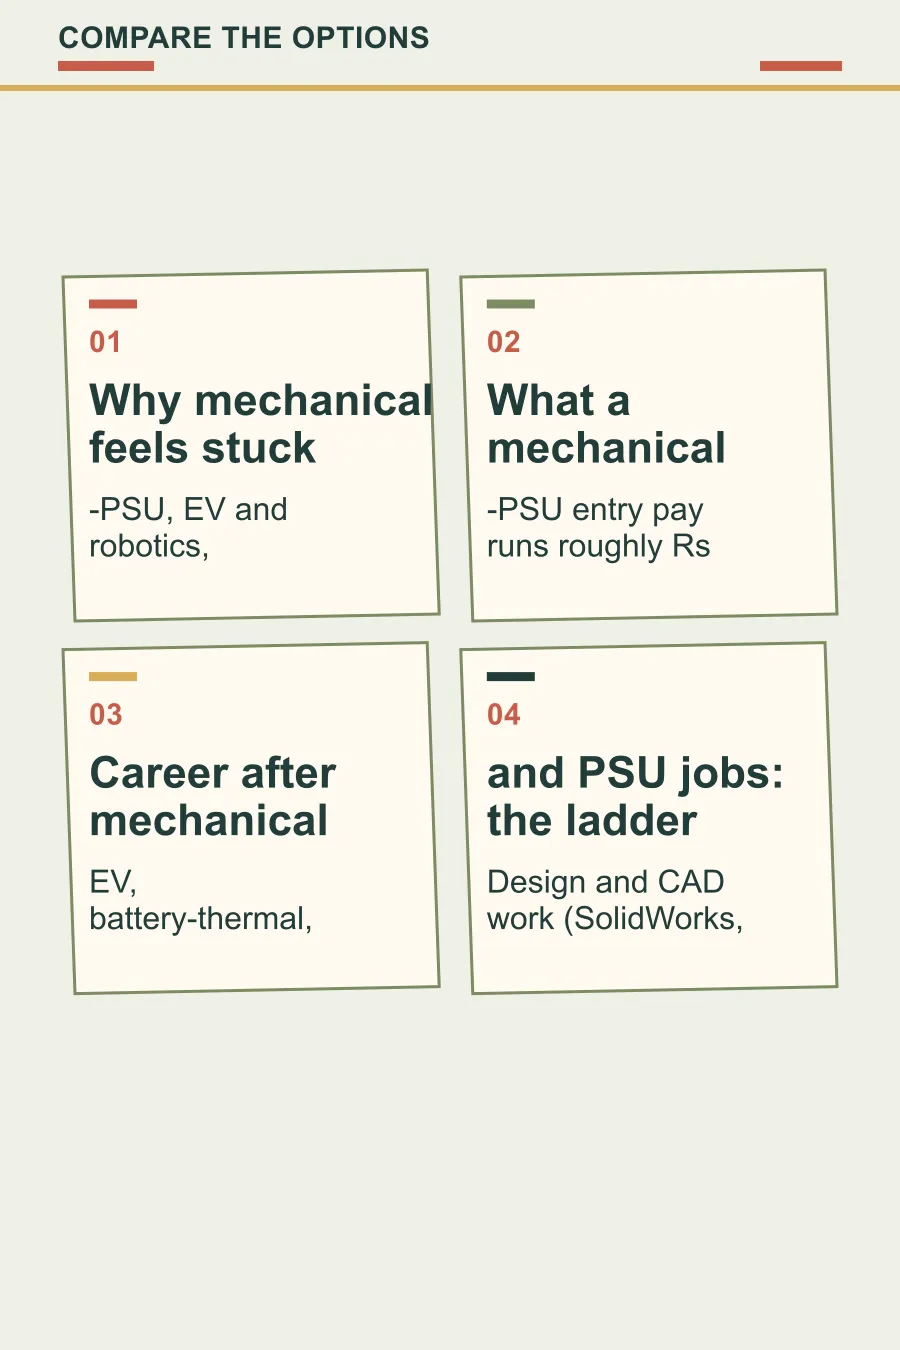 COMPARE THE OPTIONS
01
Why mechanical
feels stuck
-PSU, EV and
robotics,
02
What a
mechanical
-PSU entry pay
runs roughly Rs
03
Career after
mechanical
EV,
battery-thermal,
04
and PSU jobs:
the ladder
Design and CAD
work (SolidWorks,